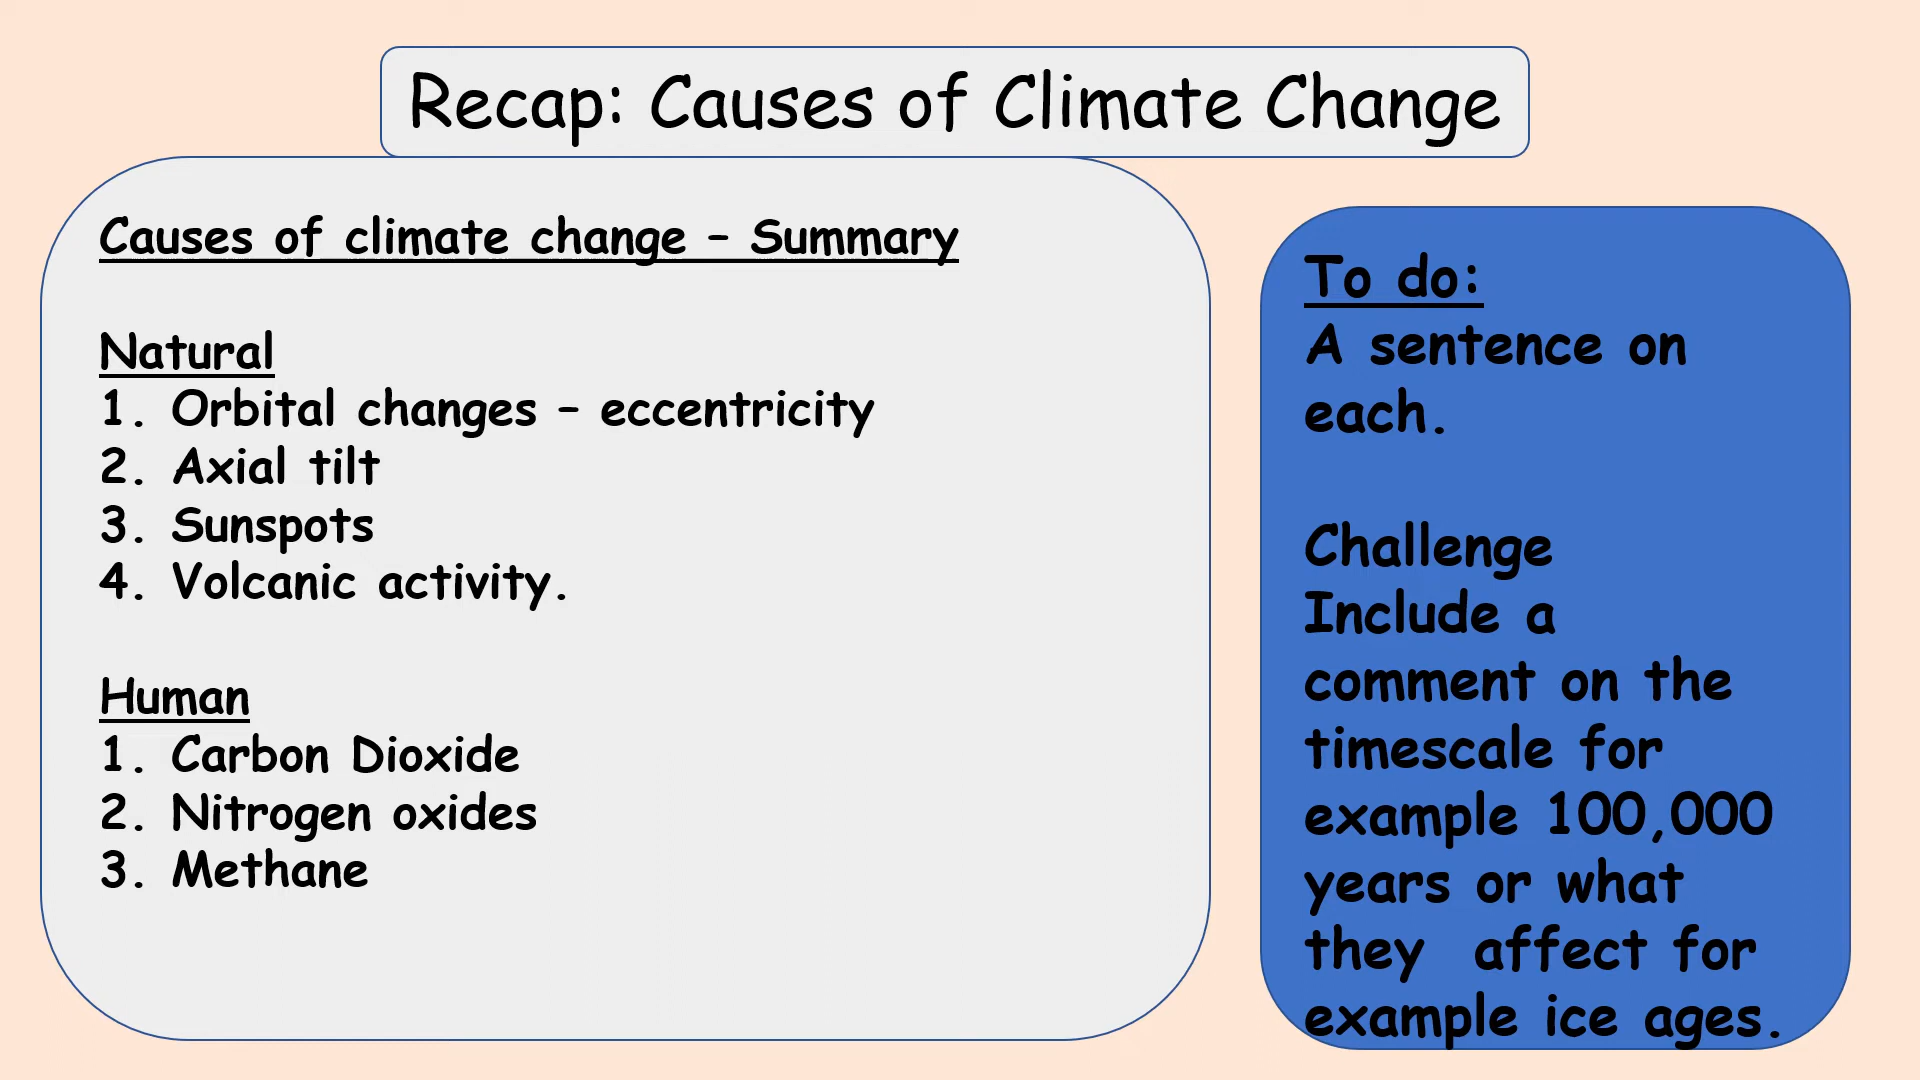 Recap: Causes of Climate Change
Causes of climate change – Summary
Natural
1. Orbital changes – eccentricity
2. Axial tilt
3. Sunspots
4. Volcanic activity.
Human
1. Carbon Dioxide
2. Nitrogen oxides
3. Methane
To do:
A sentence on
each.
Challenge
Include a
comment on the
timescale for
example 100,000
years or what
they  affect for
example ice ages.